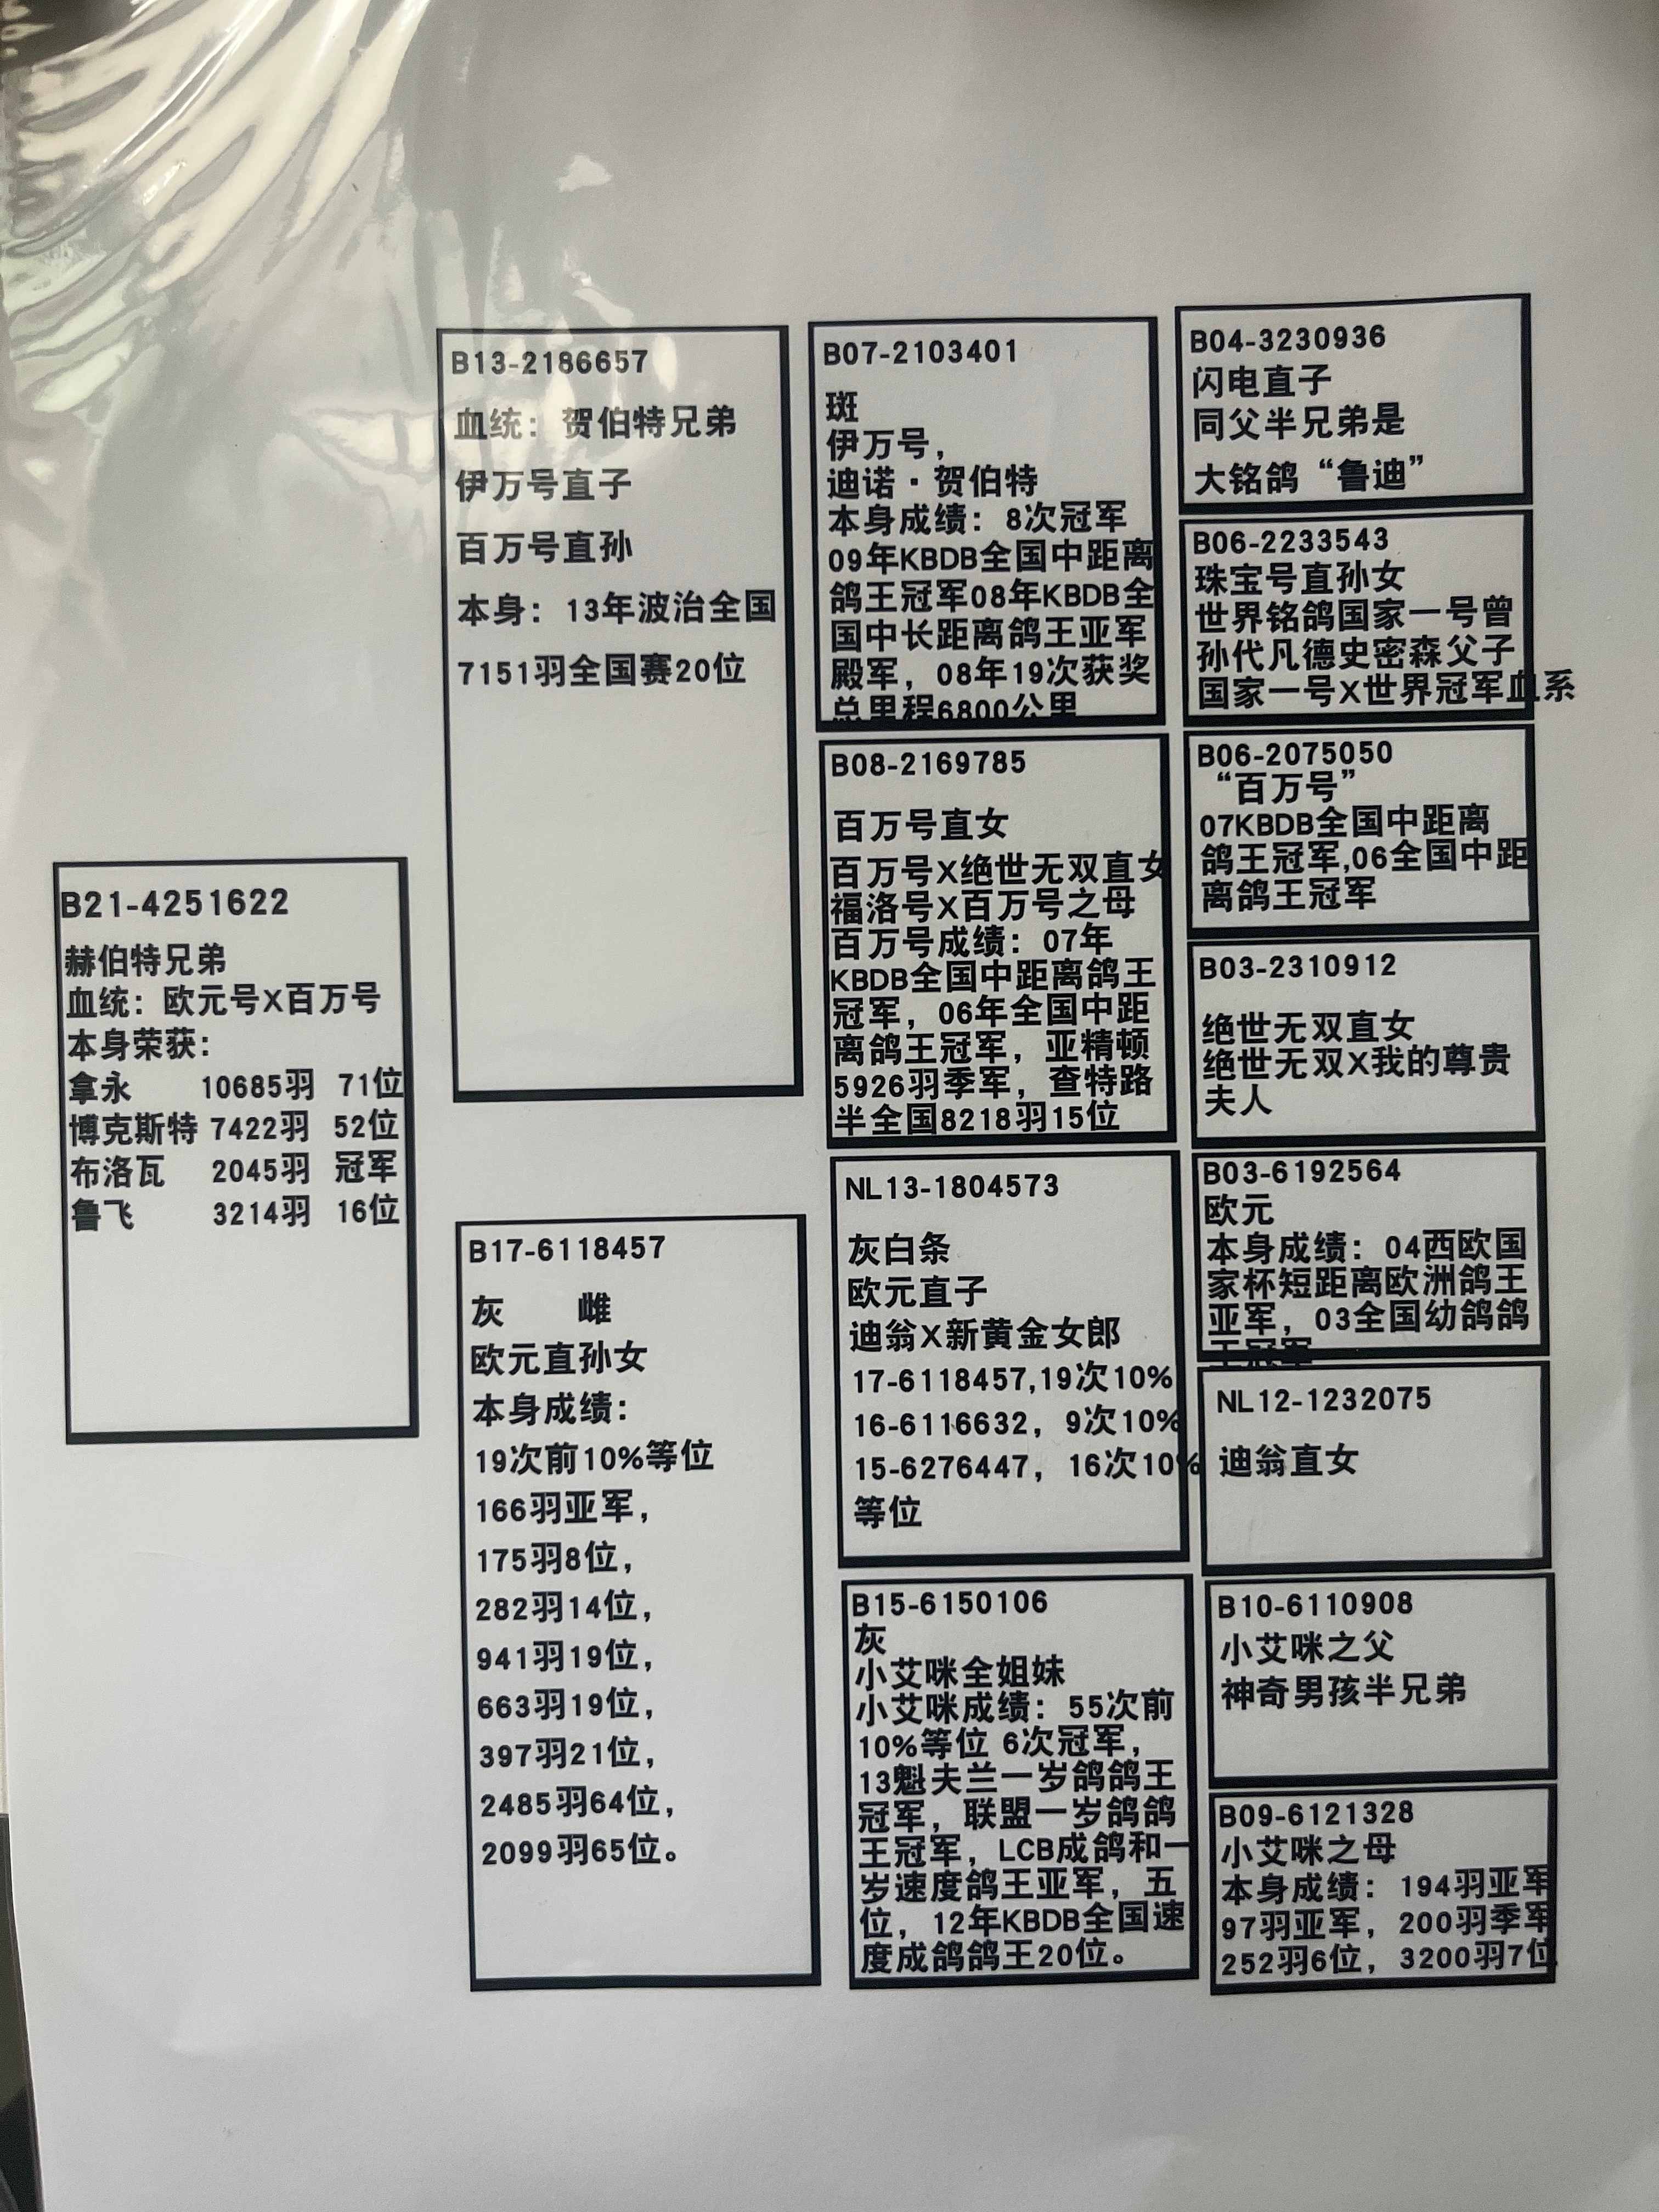 B21-4251622
赫伯特兄弟
血统：欧元号X百万号
本身荣获：
拿永 10685羽 71位
博克斯特 7422羽 52位
布洛瓦 2045羽 冠军
鲁飞 3214羽 16位
B13-2186657
血统：贺伯特兄弟
伊万号直子
百万号直孙
本身：13年波治全国
7151羽全国赛20位
B17-6118457
灰 雌
欧元直孙女
本身成绩：
19次前10%等位
166羽亚军，
175羽8位，
282羽14位，
941羽19位，
663羽19位，
397羽21位，
2485羽64位，
2099羽65位。
B07-2103401
斑
伊万号，
迪诺·贺伯特
本身成绩：8次冠军
09年KBDB全国中距离
鸽王冠军08年KBDB全
国中长距离鸽王亚军
殿军，08年19次获奖
总里程6800公里
B08-2169785
百万号直女
百万号X绝世无双直女
福洛号X百万号之母
百万号成绩：07年
KBDB全国中距离鸽王
冠军，06年全国中距
离鸽王冠军，亚精顿
5926羽季军，查特路
半全国8218羽15位
NL13-1804573
灰白条
欧元直子
迪翁X新黄金女郎
17-6118457,19次10%
16-6116632，9次10%
15-6276447，16次10%
等位
B15-6150106
灰
小艾咪全姐妹
小艾咪成绩：55次前
10%等位 6次冠军，
13魁夫兰一岁鸽鸽王
冠军，联盟一岁鸽鸽
王冠军，LCB成鸽和一
岁速度鸽王亚军，五
位，12年KBDB全国速
度成鸽鸽王20位。
B04-3230936
闪电直子
同父半兄弟是
大铭鸽“鲁迪”
B06-2233543
珠宝号直孙女
世界铭鸽国家一号曾
孙代凡德史密森父子
国家一号X世界冠军血系
B06-2075050
“百万号”
07KBDB全国中距离
鸽王冠军,06全国中距
离鸽王冠军
B03-2310912
绝世无双直女
绝世无双X我的尊贵
夫人
B03-6192564
欧元
本身成绩：04西欧国
家杯短距离欧洲鸽王
亚军，03全国幼鸽鸽
王冠军
NL12-1232075
迪翁直女
B10-6110908
小艾咪之父
神奇男孩半兄弟
B09-6121328
小艾咪之母
本身成绩：194羽亚军
97羽亚军，200羽季军
252羽6位，3200羽7位